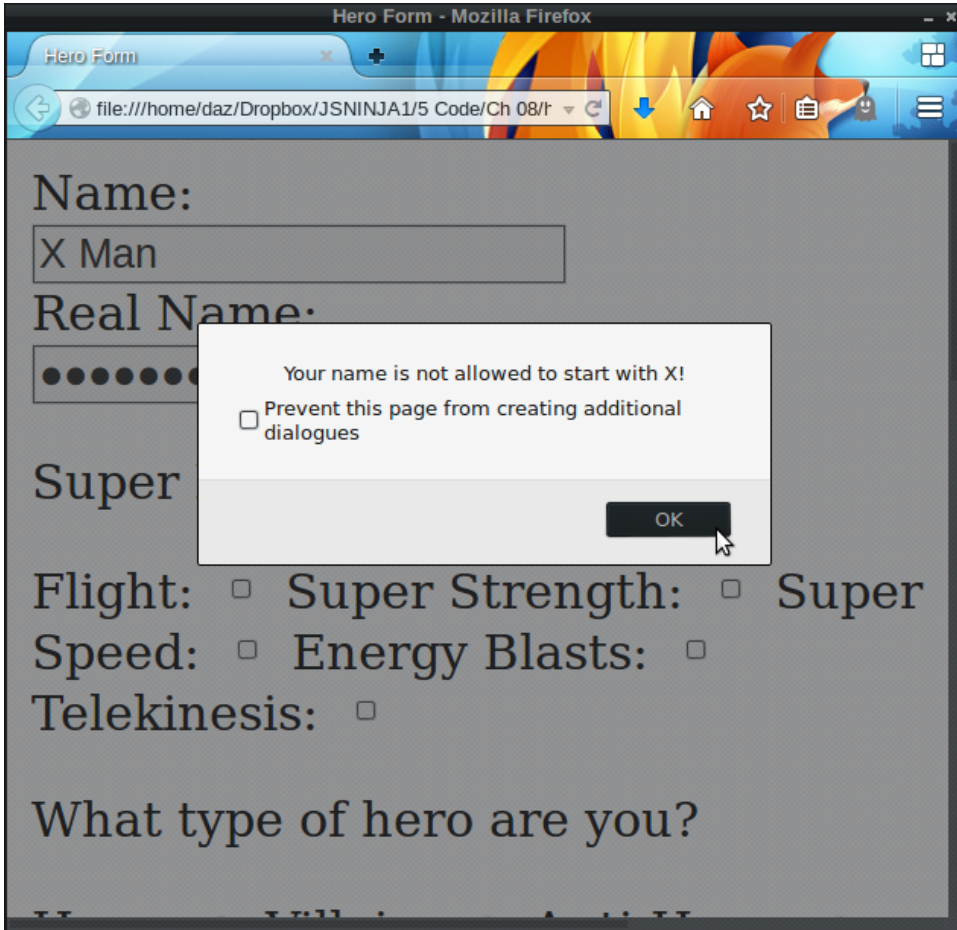 Hero Form - Mozilla Firefox
Hero Form
file:///home/daz/Dropbox/JSNINJA1/5 Code/Ch 08/h
Name:
X Man
Real Name:
Your name is not allowed to start with X!
Prevent this page from creating additional
dialogues
OK
Super
Flight: Super Strength: Super
Speed: Energy Blasts:
Telekinesis:
What type of hero are you?